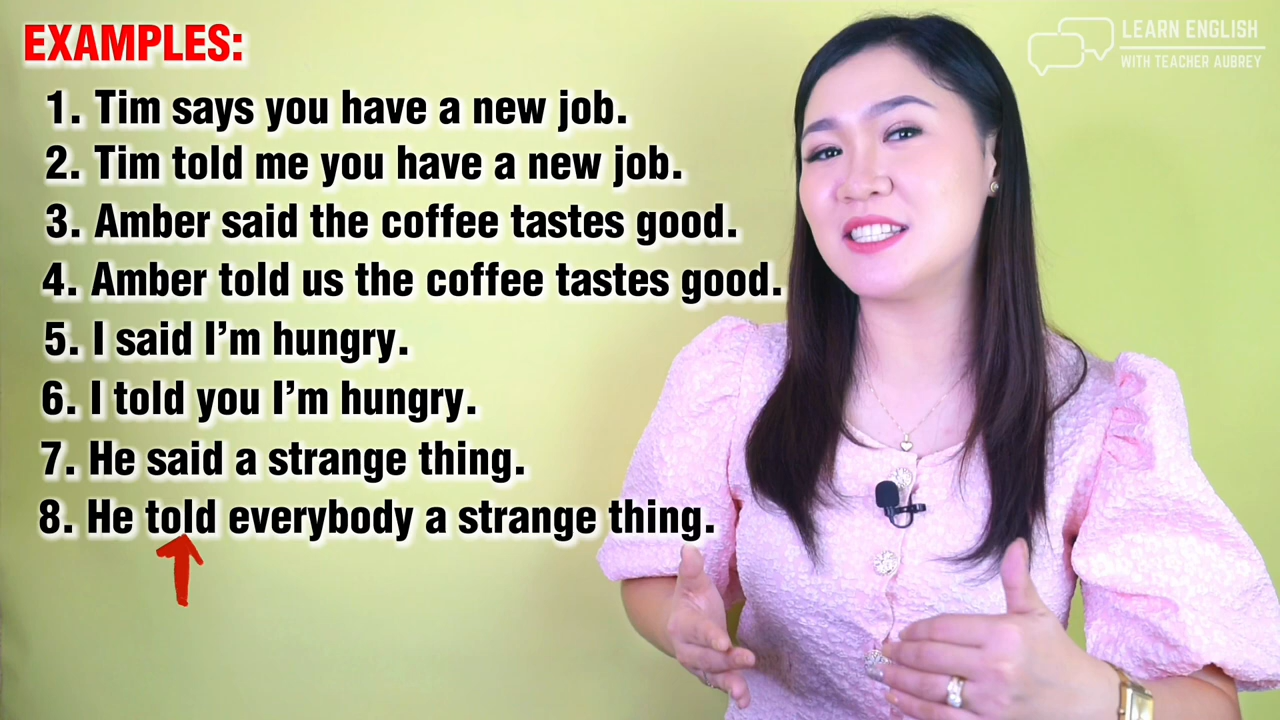 EXAMPLES:
1. Tim says you have a new job.
2. Tim told me you have a new job.
3. Amber said the coffee tastes good.
4. Amber told us the coffee tastes good.
5. I said I’m hungry.
6. I told you I’m hungry.
7. He said a strange thing.
8. He told everybody a strange thing.
LEARN ENGLISH
WITH TEACHER AUBREY